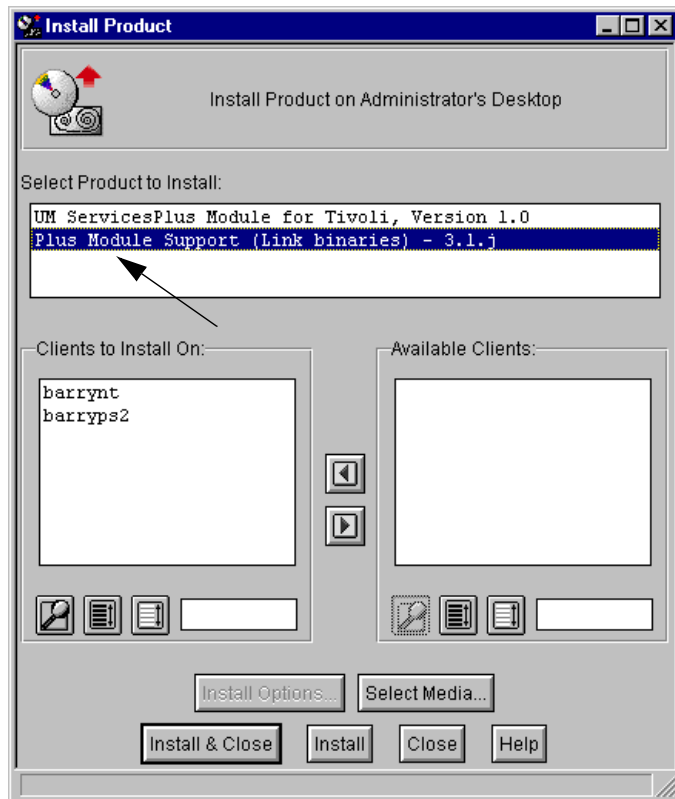 Install Product
Install Product on Administrator's Desktop
Select Product to Install:
UM ServicesPlus Module for Tivoli, Version 1.0
Plus Module Support (Link binaries) - 3.1.j
Clients to Install On:
Available Clients:
barrynt
barryps2
Install Options...
Select Media...
Install & Close
Install
Close
Help